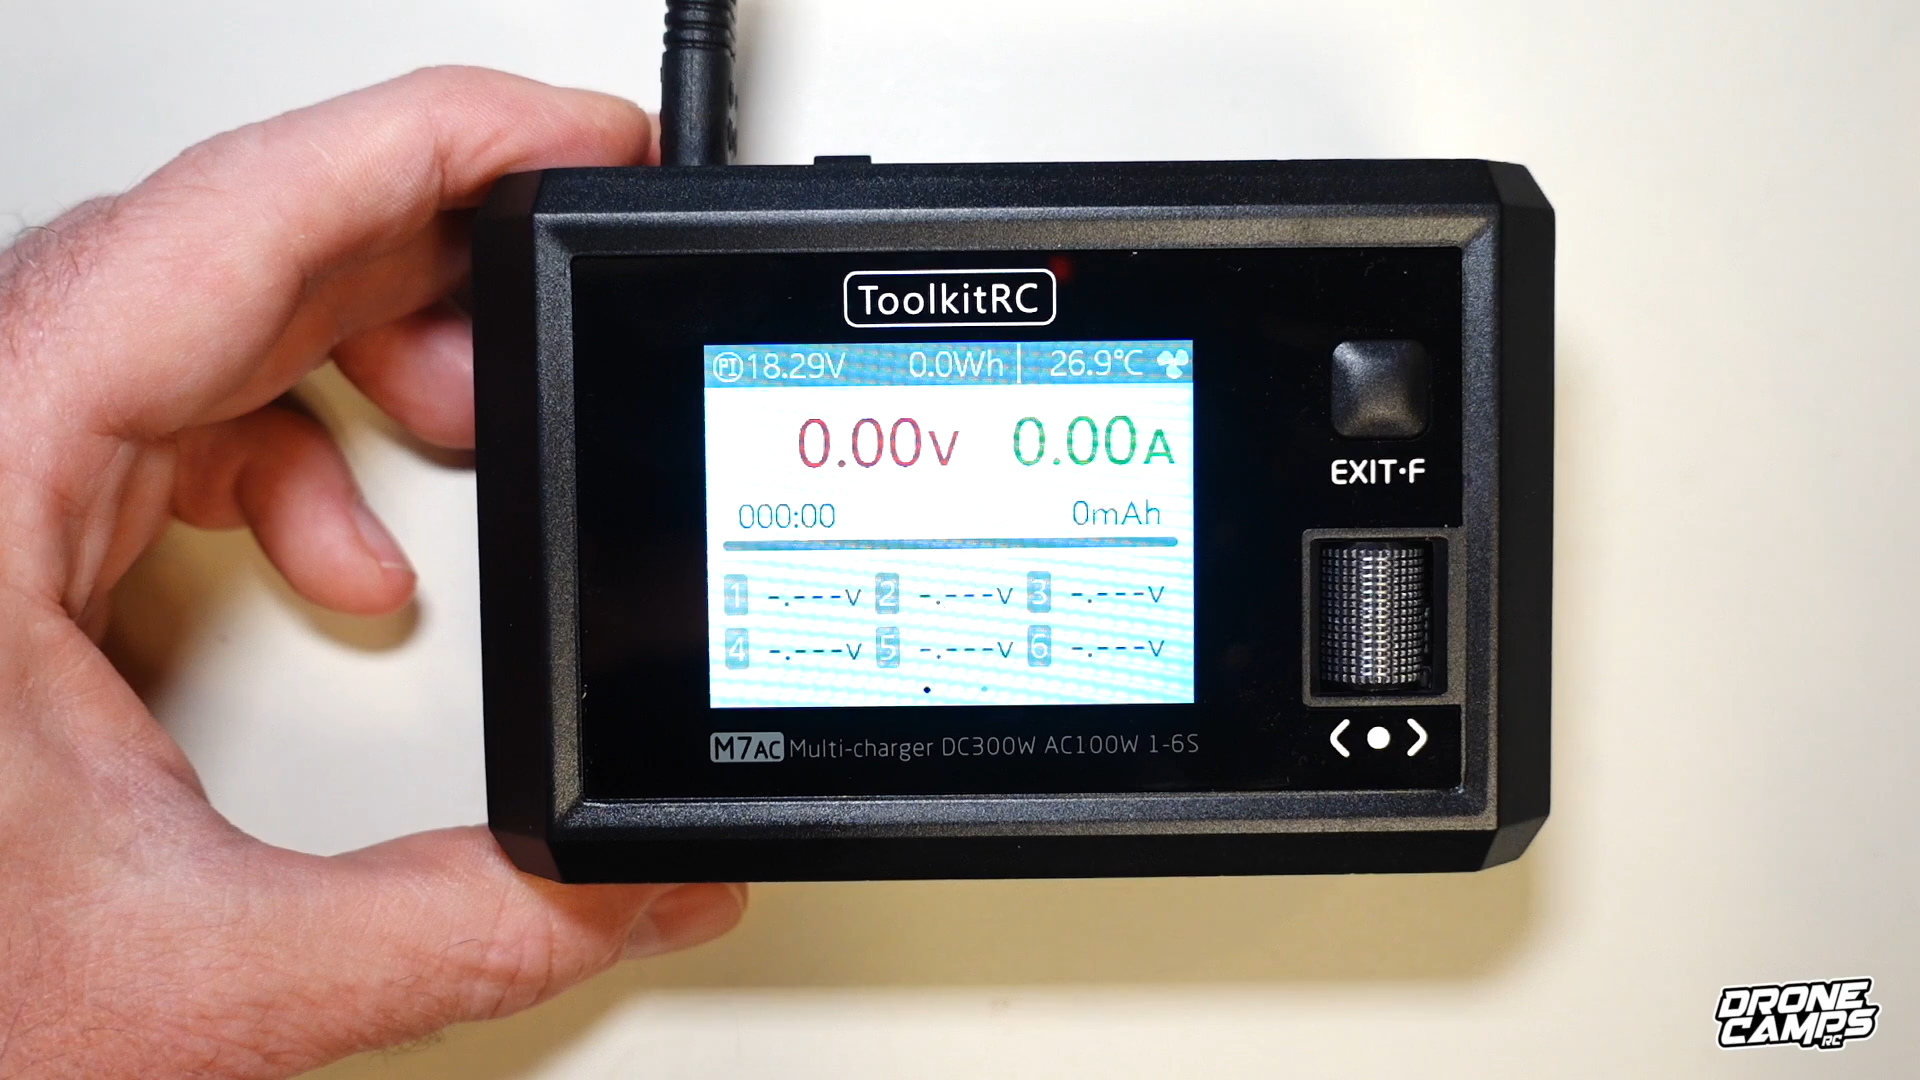 ToolkitRC
PI 18.29V 0.0Wh 26.9℃
0.00V 0.00A
000:00 0mAh
1 -.---V 2 -.---V 3 -.---V
4 -.---V 5 -.---V 6 -.---V
EXIT·F
M7AC Multi-charger DC300W AC100W 1-6S
DRONE
CAMPS
RC